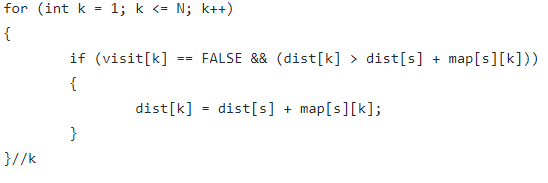 for (int k = 1; k <= N; k++)
{
        if (visit[k] == FALSE && (dist[k] > dist[s] + map[s][k]))
        {
                dist[k] = dist[s] + map[s][k];
        }
}//k